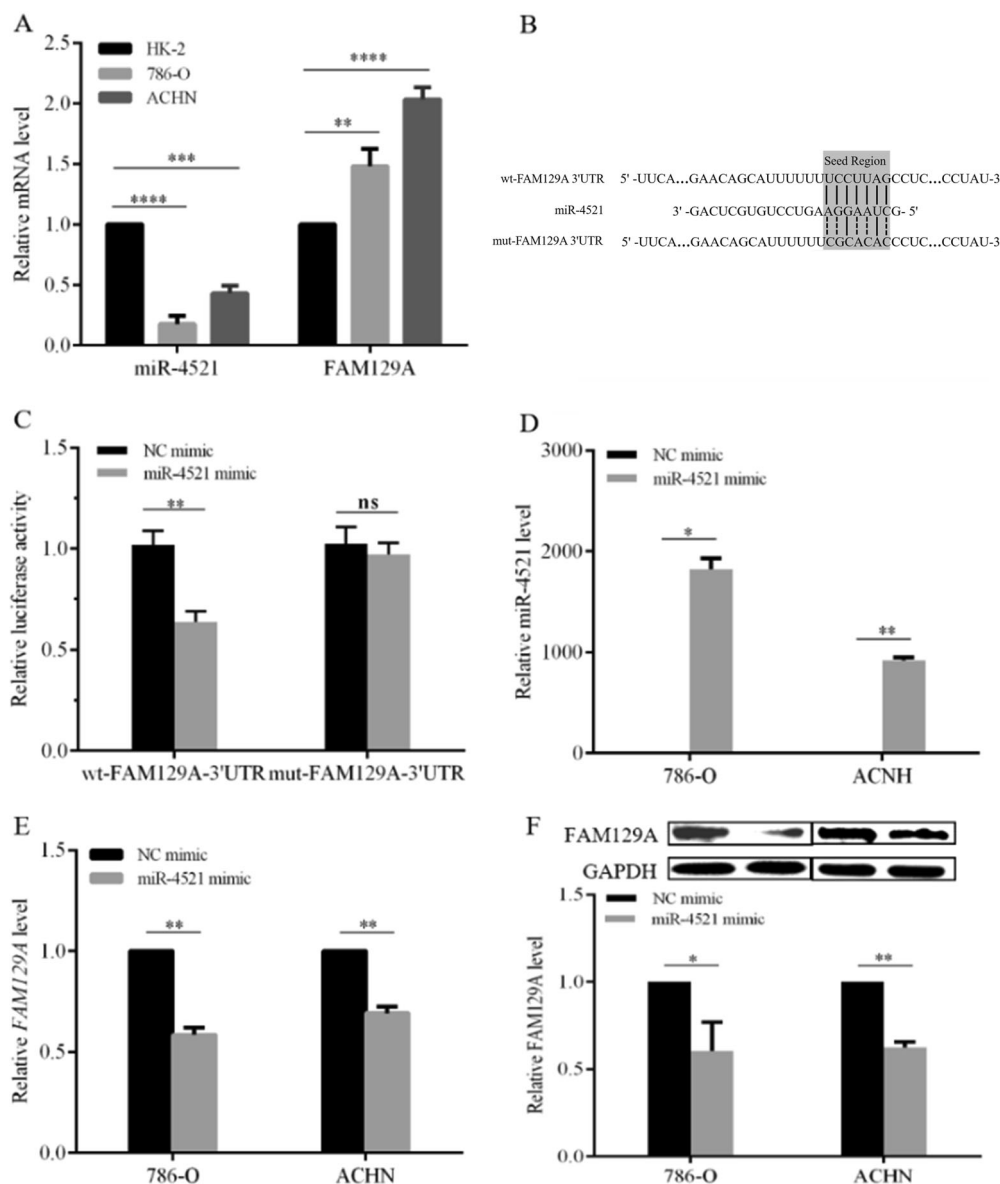 A
HK-2
786-O
ACHN
Relative mRNA level
2.5
2.0
1.5
1.0
0.5
0.0
****
***
**
****
miR-4521
FAM129A
B
Seed Region
wt-FAM129A 3'UTR 5' -UUCA...GAACAGCAUUUUUUUCCUUAGCCUC...CCUAU-3
miR-4521 3' -GACUCGUGUCCUGAAGGAAUCG- 5'
mut-FAM129A 3'UTR 5' -UUCA...GAACAGCAUUUUUUCGCACACCCUC...CCUAU-3
C
NC mimic
miR-4521 mimic
Relative luciferase activity
1.5
1.0
0.5
0.0
**
ns
wt-FAM129A-3'UTR
mut-FAM129A-3'UTR
D
NC mimic
miR-4521 mimic
Relative miR-4521 level
3000
2000
1000
0
*
**
786-O
ACNH
E
NC mimic
miR-4521 mimic
Relative FAM129A level
1.5
1.0
0.5
0.0
**
**
786-O
ACHN
F
FAM129A
GAPDH
NC mimic
miR-4521 mimic
Relative FAM129A level
1.5
1.0
0.5
0.0
*
**
786-O
ACHN